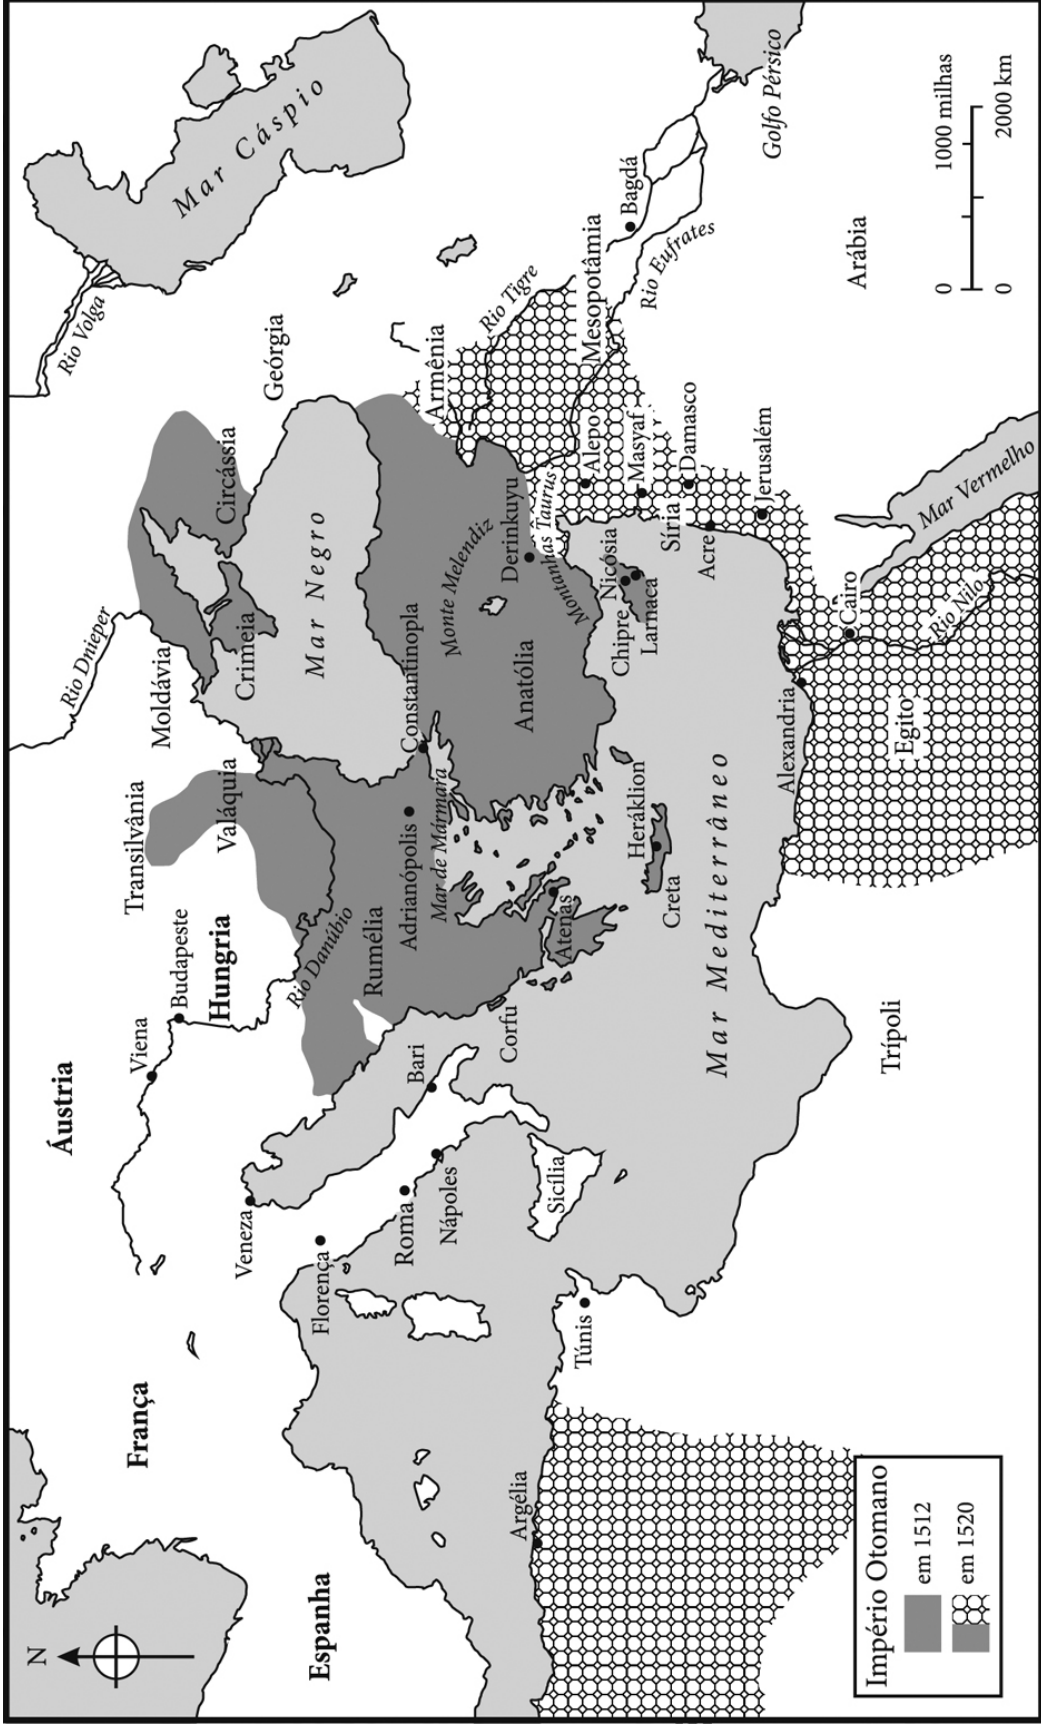 N
Áustria
França
Espanha
Hungria
Viena
Budapeste
Transilvânia
Moldávia
Valáquia
Rio Dnieper
Rio Volga
Mar Cáspio
Crimeia
Circássia
Geórgia
Mar Negro
Veneza
Florença
Roma
Nápoles
Bari
Sicília
Corfu
Rio Danúbio
Rumélia
Adrianópolis
Constantinopla
Mar de Mármara
Atenas
Anatólia
Monte Melendiz
Derinkuyu
Montanhas Taurus
Armênia
Rio Tigre
Mesopotâmia
Bagdá
Rio Eufrates
Golfo Pérsico
Creta
Heráklion
Chipre
Nicósia
Larnaca
Alepo
Masyaf
Síria
Damasco
Acre
Jerusalém
Mar Mediterrâneo
Argélia
Túnis
Trípoli
Alexandria
Egito
Cairo
Rio Nilo
Mar Vermelho
Arábia
0 1000 milhas
0 2000 km
Império Otomano
em 1512
em 1520